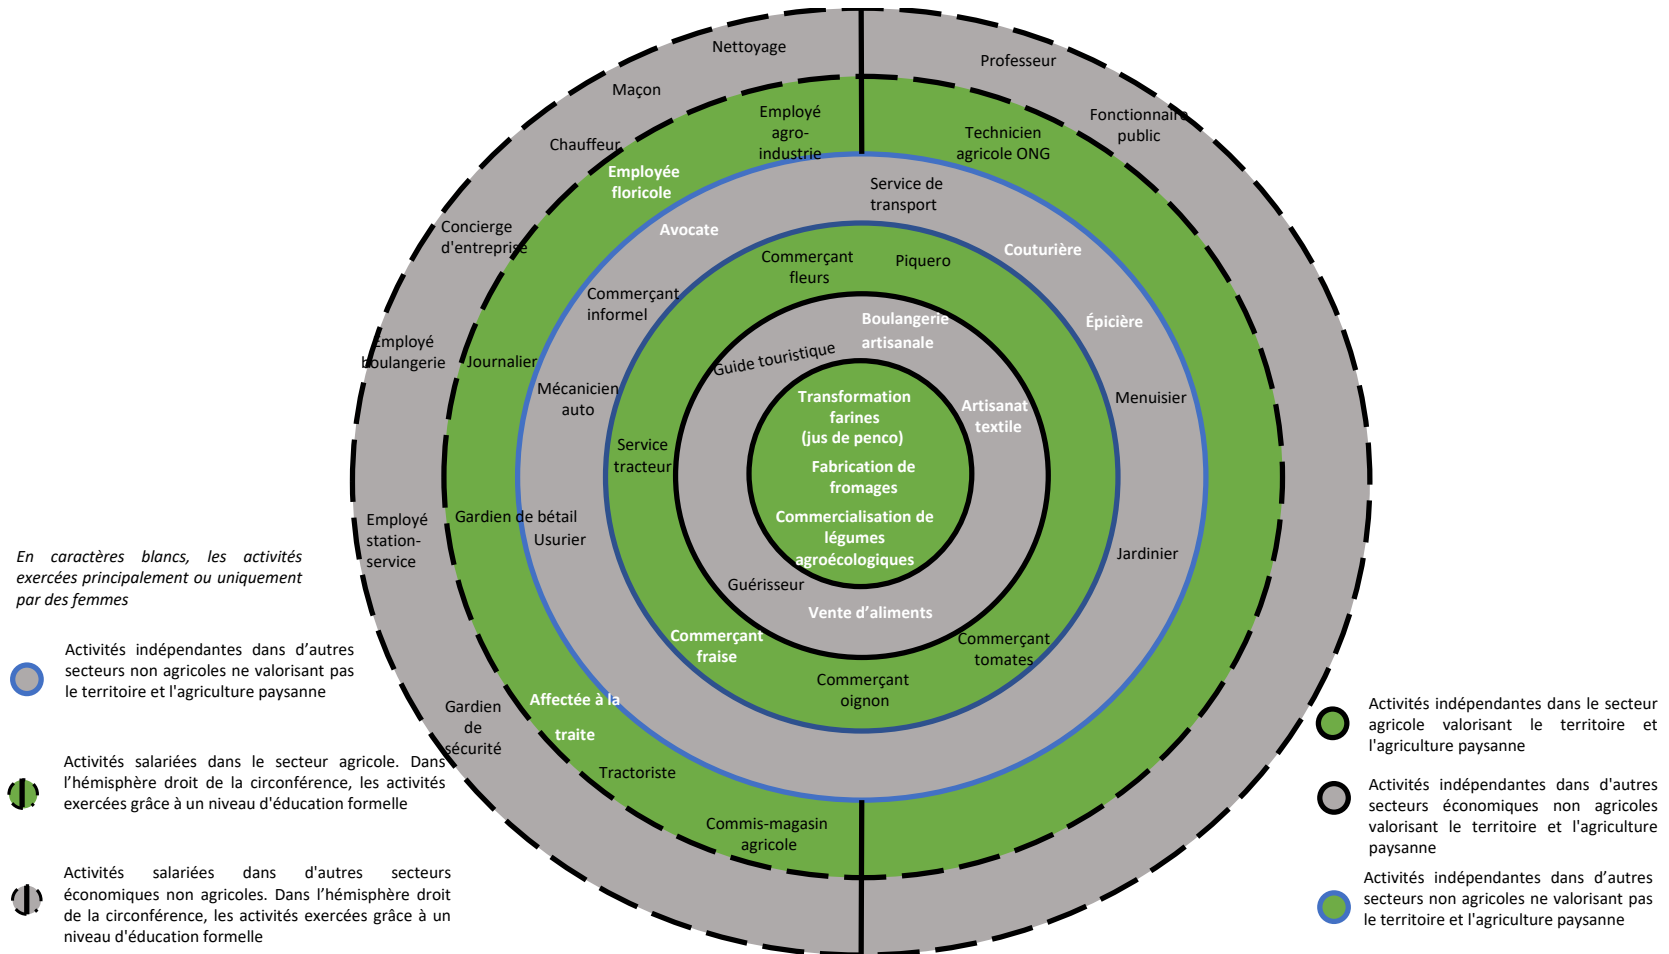 Nettoyage
Professeur
Maçon
Fonctionnaire
public
Chauffeur
Employé
agro-
industrie
Technicien
agricole ONG
Employée
floricole
Service de
transport
Concierge
d'entreprise
Avocate
Couturière
Commerçant
fleurs
Piquero
Commerçant
informel
Boulangerie
artisanale
Épicière
Employé
boulangerie
Journalier
Guide touristique
Mécanicien
auto
Transformation
farines
(jus de penco)
Artisanat
textile
Menuisier
Service
tracteur
Fabrication de
fromages
Employé
station-
service
Gardien de bétail
Usurier
Commercialisation de
légumes
agroécologiques
Jardinier
Guérisseur
Vente d’aliments
Commerçant
fraise
Commerçant
tomates
Commerçant
oignon
Affectée à la
traite
Gardien
de
sécurité
Tractoriste
Commis-magasin
agricole
En caractères blancs, les activités
exercées principalement ou uniquement
par des femmes
Activités indépendantes dans d’autres
secteurs non agricoles ne valorisant pas
le territoire et l'agriculture paysanne
Activités salariées dans le secteur agricole. Dans
l’hémisphère droit de la circonférence, les activités
exercées grâce à un niveau d'éducation formelle
Activités salariées dans d'autres secteurs
économiques non agricoles. Dans l’hémisphère droit
de la circonférence, les activités exercées grâce à un
niveau d'éducation formelle
Activités indépendantes dans le secteur
agricole valorisant le territoire et
l'agriculture paysanne
Activités indépendantes dans d'autres
secteurs économiques non agricoles
valorisant le territoire et l'agriculture
paysanne
Activités indépendantes dans d’autres
secteurs non agricoles ne valorisant pas
le territoire et l'agriculture paysanne